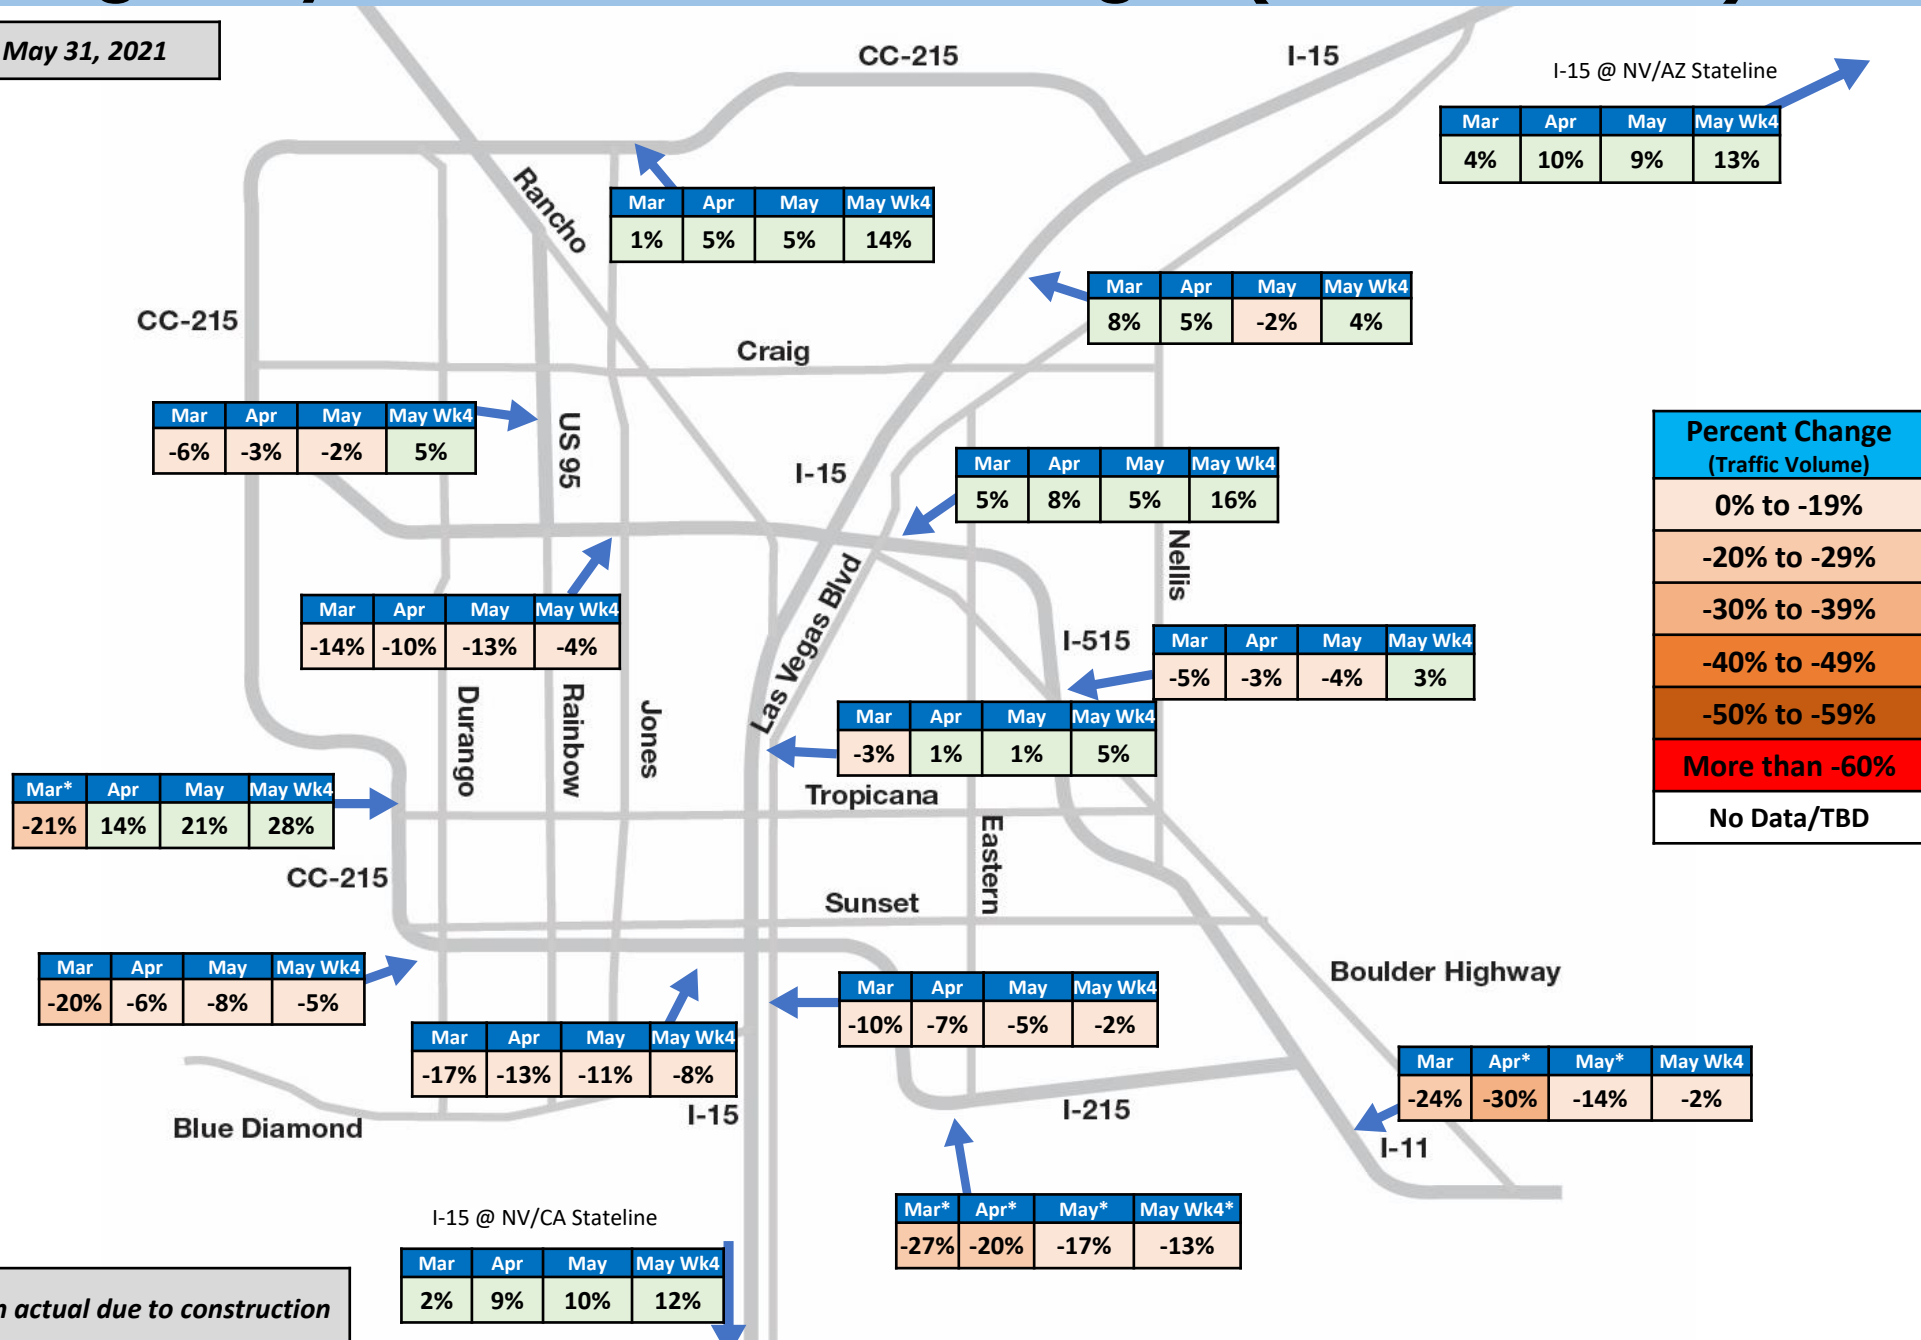 May 31, 2021
CC-215
I-15
I-15 @ NV/AZ Stateline
Mar Apr May May Wk4
4% 10% 9% 13%
Rancho
Mar Apr May May Wk4
1% 5% 5% 14%
Mar Apr May May Wk4
8% 5% -2% 4%
CC-215
Craig
Mar Apr May May Wk4
-6% -3% -2% 5%
US 95
I-15
Mar Apr May May Wk4
5% 8% 5% 16%
Percent Change
(Traffic Volume)
0% to -19%
-20% to -29%
-30% to -39%
-40% to -49%
-50% to -59%
More than -60%
No Data/TBD
Nellis
Las Vegas Blvd
Mar Apr May May Wk4
-14% -10% -13% -4%
I-515
Mar Apr May May Wk4
-5% -3% -4% 3%
Durango
Rainbow
Jones
Mar Apr May May Wk4
-3% 1% 1% 5%
Tropicana
Mar* Apr May May Wk4
-21% 14% 21% 28%
CC-215
Eastern
Sunset
Mar Apr May May Wk4
-20% -6% -8% -5%
Mar Apr May May Wk4
-10% -7% -5% -2%
Boulder Highway
Mar Apr May May Wk4
-17% -13% -11% -8%
Mar Apr* May* May Wk4
-24% -30% -14% -2%
Blue Diamond
I-15
I-215
I-11
Mar* Apr* May* May Wk4*
-27% -20% -17% -13%
I-15 @ NV/CA Stateline
Mar Apr May May Wk4
2% 9% 10% 12%
actual due to construction